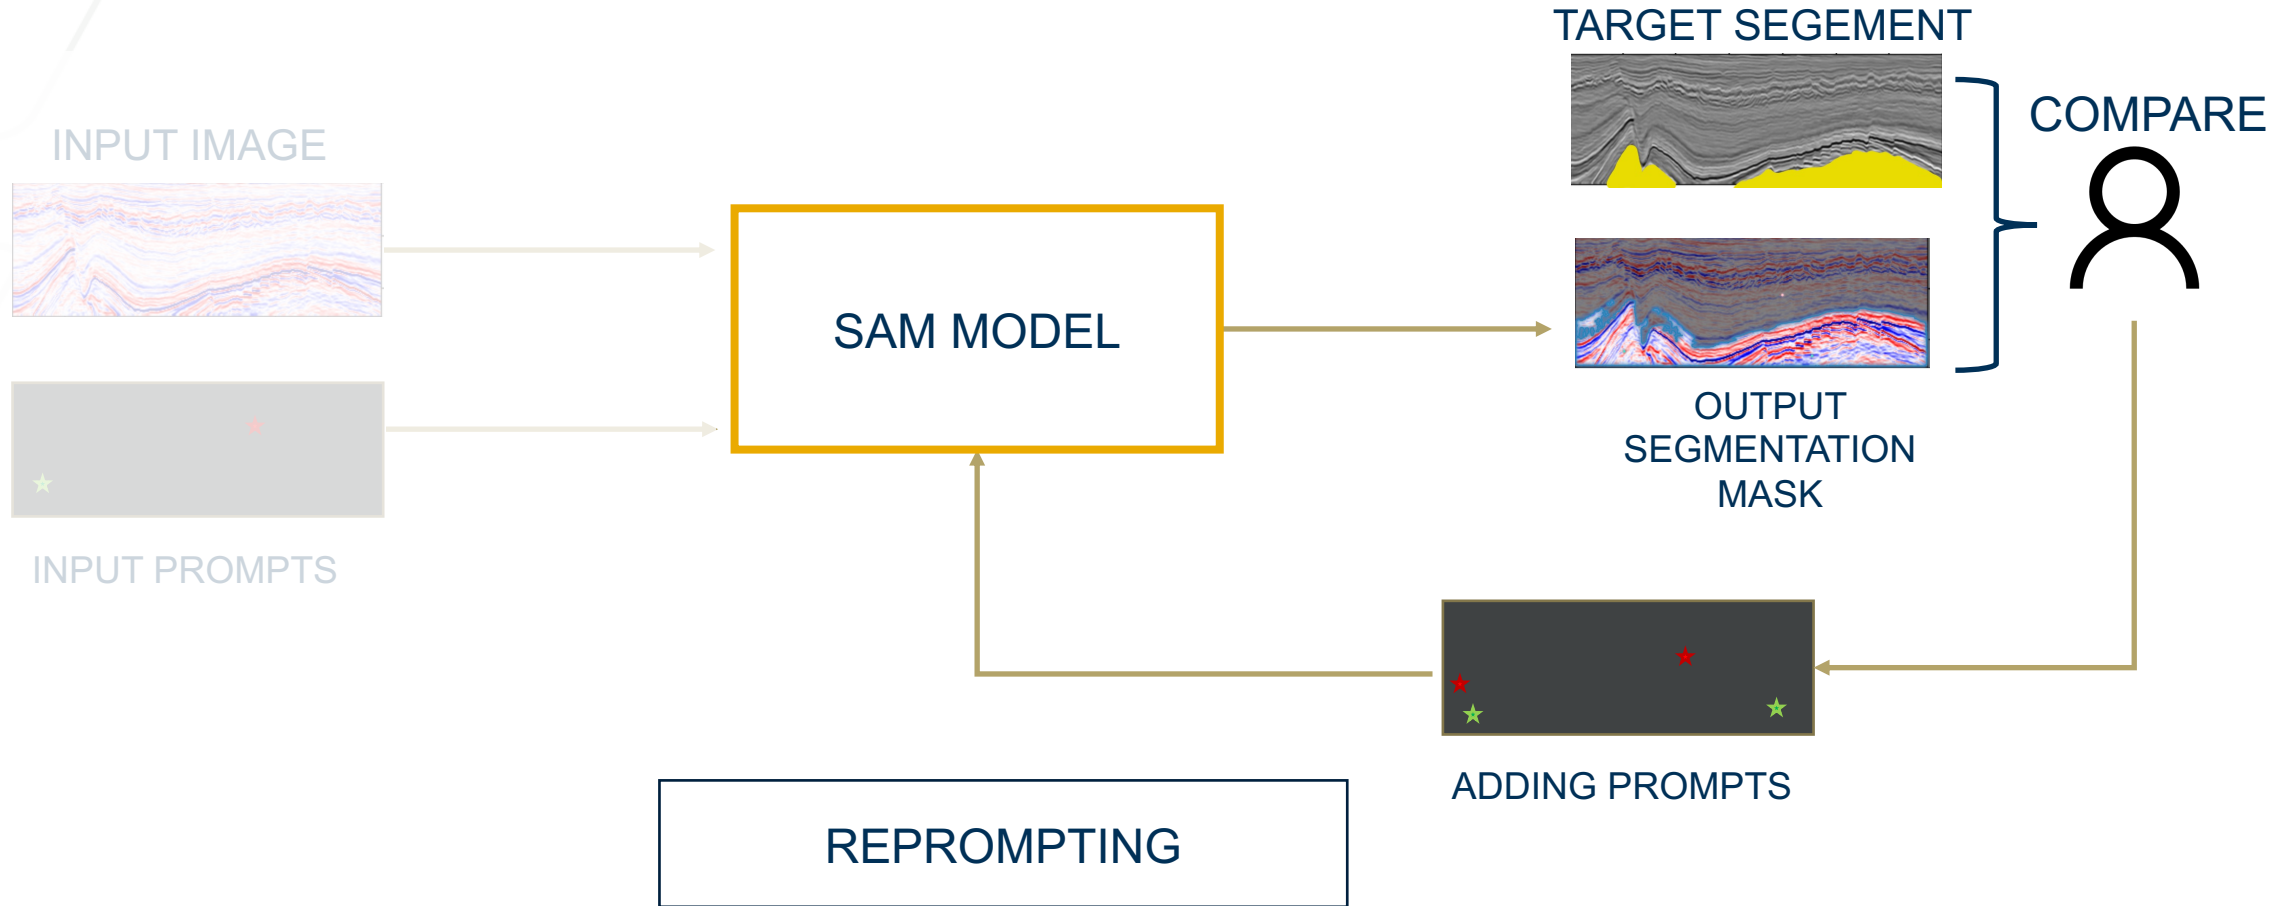 TARGET SEGEMENT
COMPARE
INPUT IMAGE
SAM MODEL
OUTPUT
SEGMENTATION
MASK
INPUT PROMPTS
ADDING PROMPTS
REPROMPTING